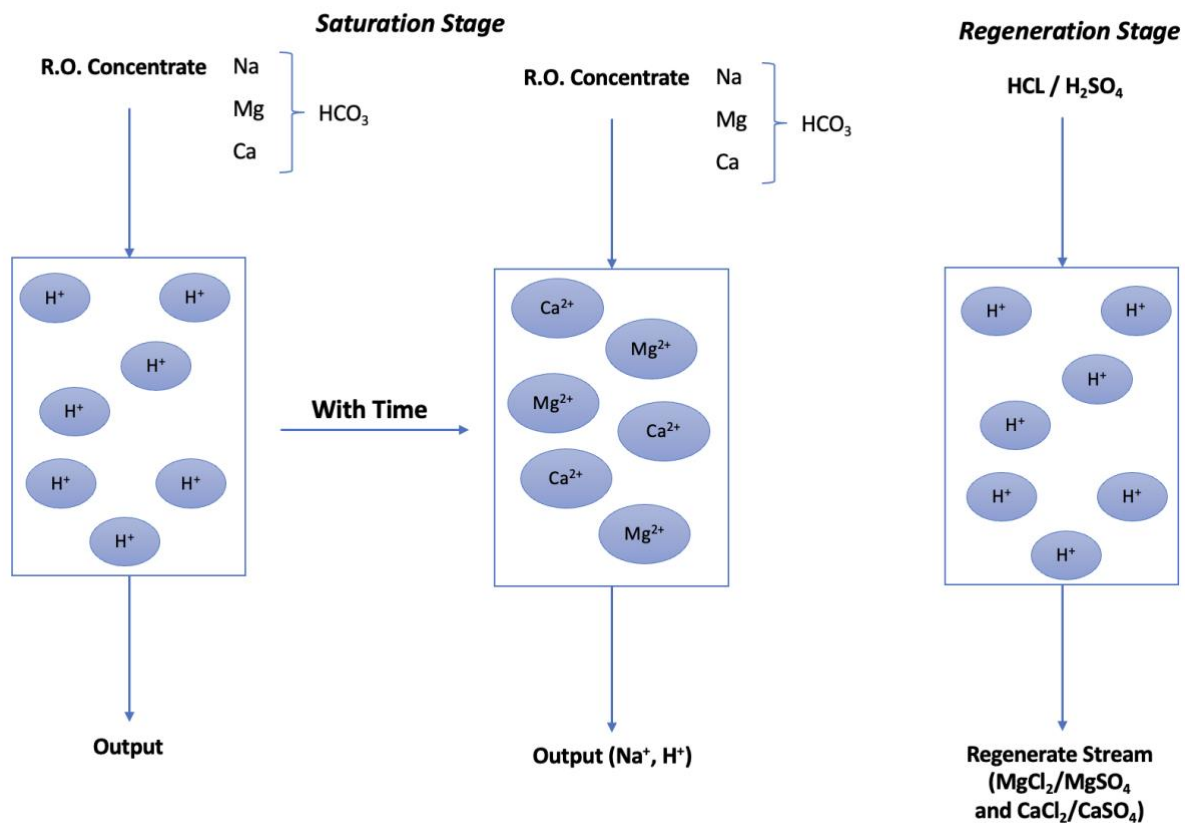 Saturation Stage
R.O. Concentrate
Na
Mg
Ca
HCO₃
H⁺
H⁺
H⁺
H⁺
H⁺
H⁺
H⁺
Output
With Time
R.O. Concentrate
Na
Mg
Ca
HCO₃
Ca²⁺
Mg²⁺
Mg²⁺
Ca²⁺
Ca²⁺
Mg²⁺
Output (Na⁺, H⁺)
Regeneration Stage
HCL / H₂SO₄
H⁺
H⁺
H⁺
H⁺
H⁺
H⁺
H⁺
Regenerate Stream
(MgCl₂/MgSO₄
and CaCl₂/CaSO₄)